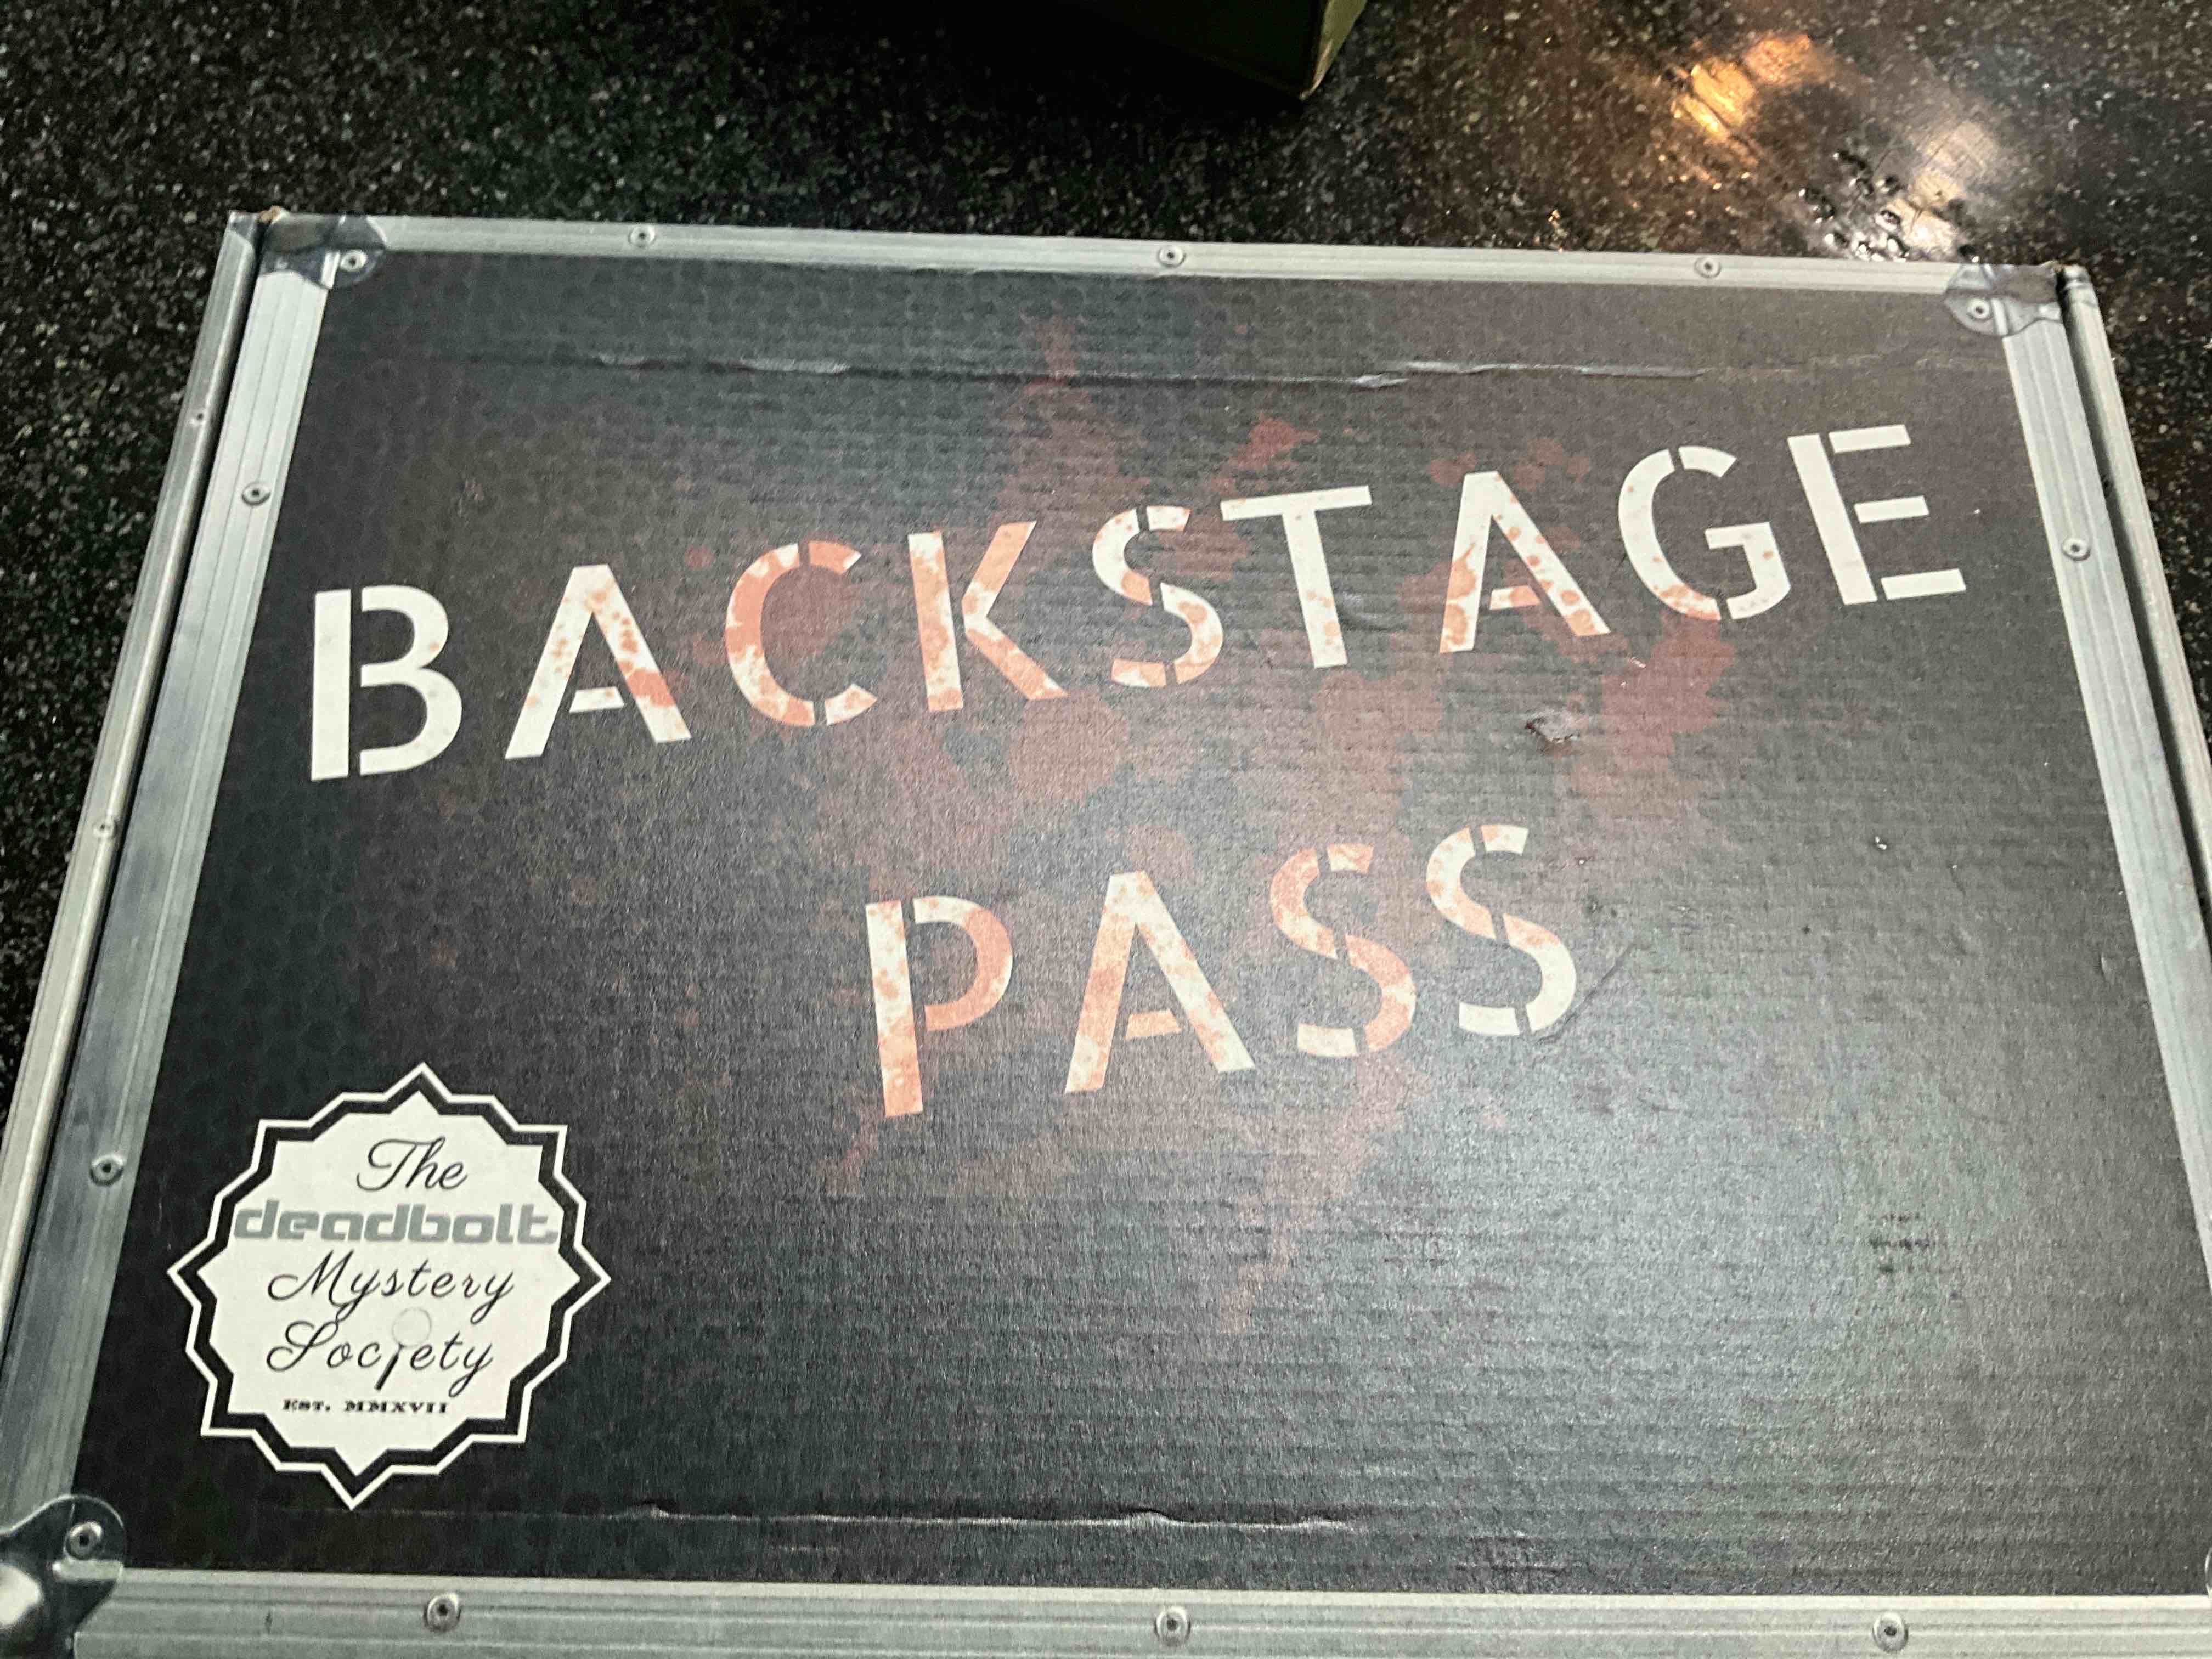 BACKSTAGE
PASS
The
deadbolt
Mystery
Society
EST. MMXVII